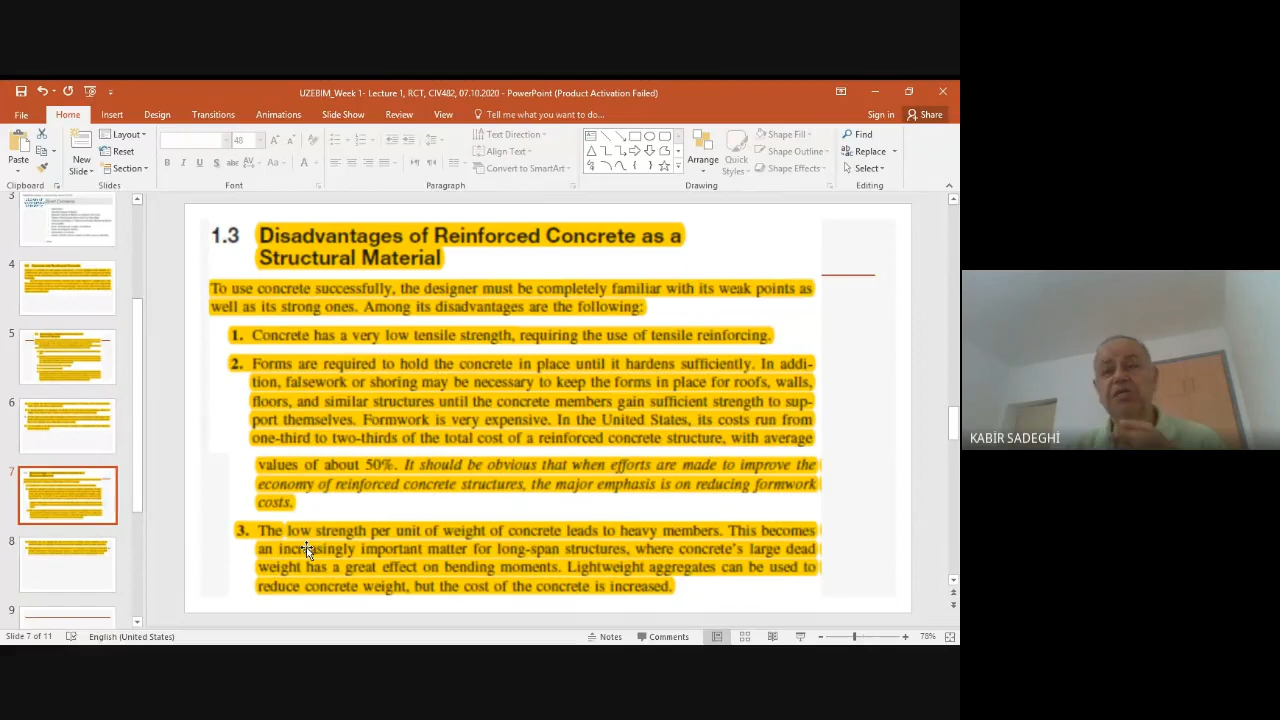 UZEBIM_Week 1- Lecture 1, RCT, CIV482, 07.10.2020 - PowerPoint (Product Activation Failed)
File Home Insert Design Transitions Animations Slide Show Review View Tell me what you want to do... Sign in Share
Paste
New
Slide
Layout
Reset
Section
48
B I U S abc AV Aa A
Text Direction
Align Text
Convert to SmartArt
Arrange
Quick
Styles
Shape Fill
Shape Outline
Shape Effects
Find
Replace
Select
Clipboard Slides Font Paragraph Drawing Editing
3
4
5
6
7
8
9
1.3 Disadvantages of Reinforced Concrete as a
Structural Material
To use concrete successfully, the designer must be completely familiar with its weak points as
well as its strong ones. Among its disadvantages are the following:
1. Concrete has a very low tensile strength, requiring the use of tensile reinforcing.
2. Forms are required to hold the concrete in place until it hardens sufficiently. In addi-
tion, falsework or shoring may be necessary to keep the forms in place for roofs, walls,
floors, and similar structures until the concrete members gain sufficient strength to sup-
port themselves. Formwork is very expensive. In the United States, its costs run from
one-third to two-thirds of the total cost of a reinforced concrete structure, with average
values of about 50%. It should be obvious that when efforts are made to improve the
economy of reinforced concrete structures, the major emphasis is on reducing formwork
costs.
3. The low strength per unit of weight of concrete leads to heavy members. This becomes
an increasingly important matter for long-span structures, where concrete's large dead
weight has a great effect on bending moments. Lightweight aggregates can be used to
reduce concrete weight, but the cost of the concrete is increased.
KABİR SADEGHİ
Slide 7 of 11 English (United States) Notes Comments 78%